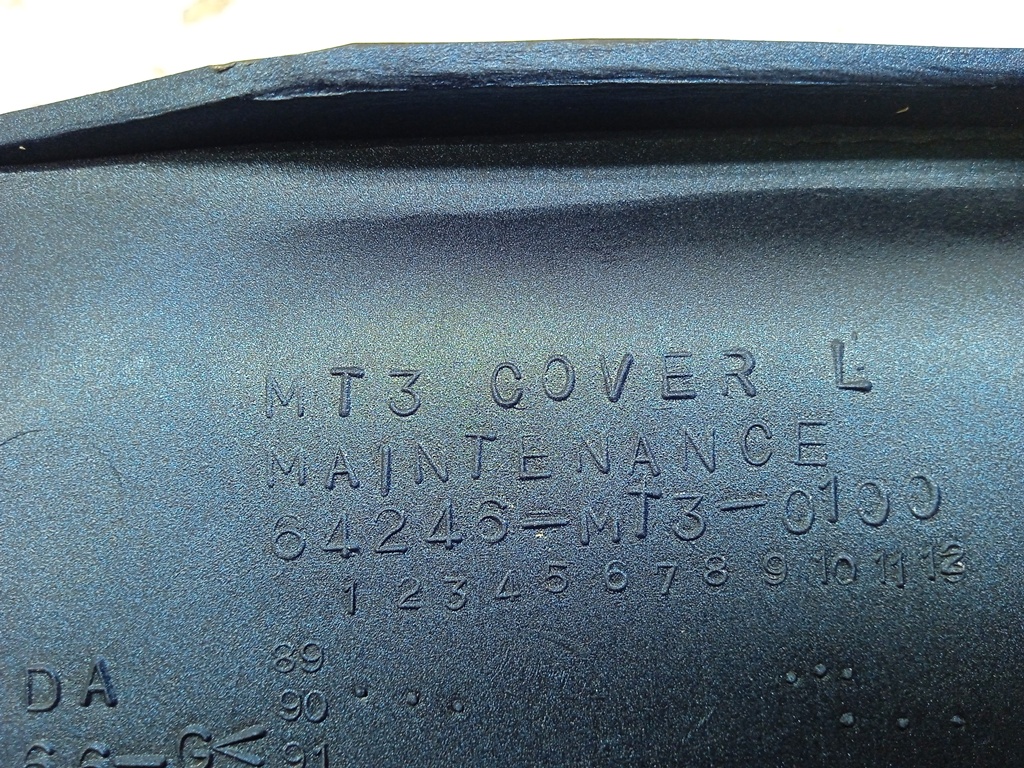 MT3 COVER L
MAINTENANCE
64246-MT3-0100
1 2 3 4 5 6 7 8 9 10 11 12
89
DA
90
66-G<
91